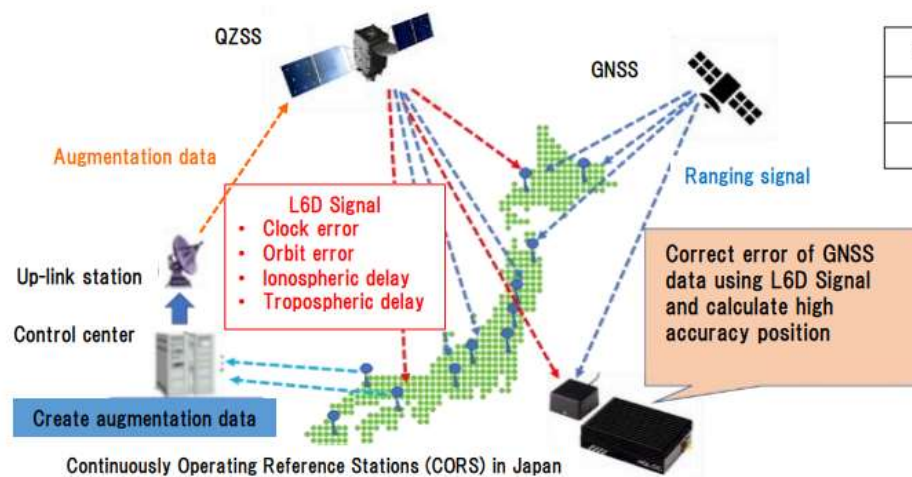 QZSS
GNSS
Augmentation data
Ranging signal
L6D Signal
• Clock error
• Orbit error
• Ionospheric delay
• Tropospheric delay
Up-link station
Control center
Create augmentation data
Correct error of GNSS
data using L6D Signal
and calculate high
accuracy position
Continuously Operating Reference Stations (CORS) in Japan